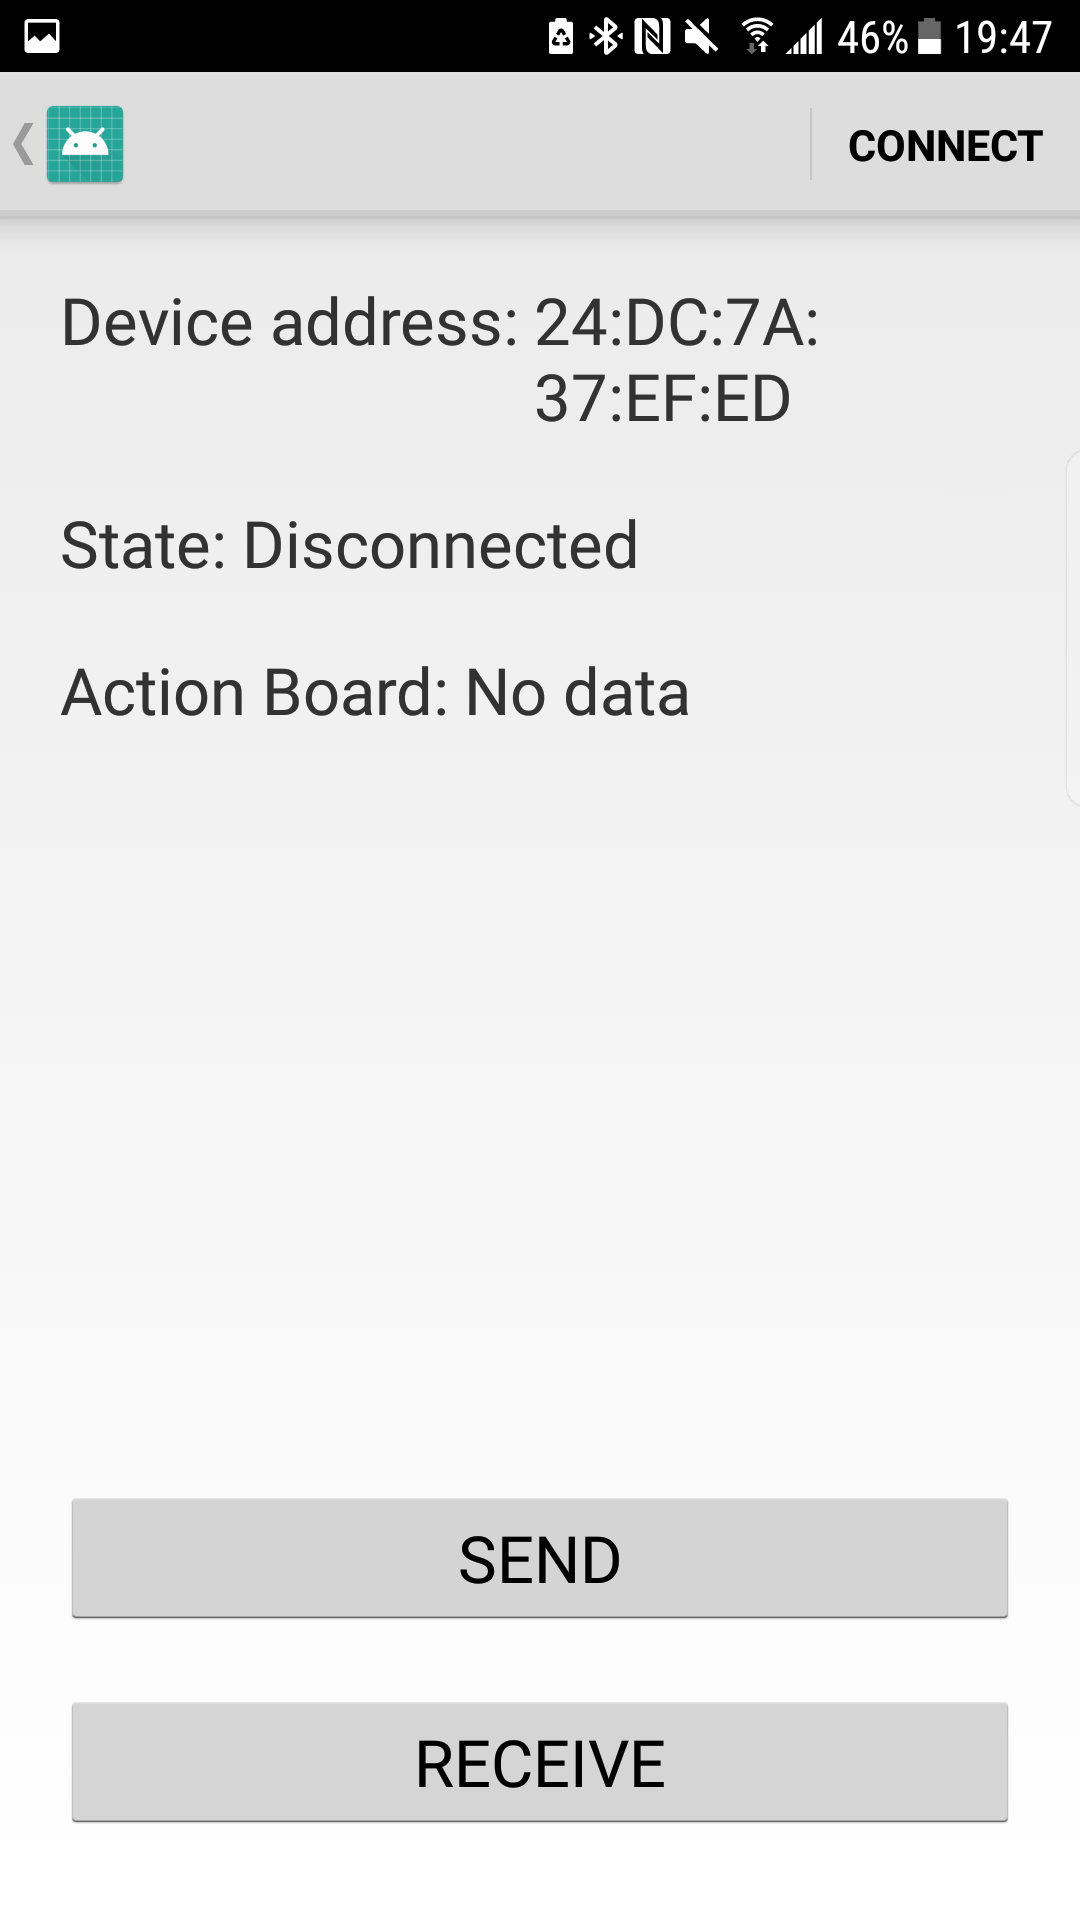 46% 19:47
CONNECT
Device address: 24:DC:7A:
37:EF:ED
State: Disconnected
Action Board: No data
SEND
RECEIVE